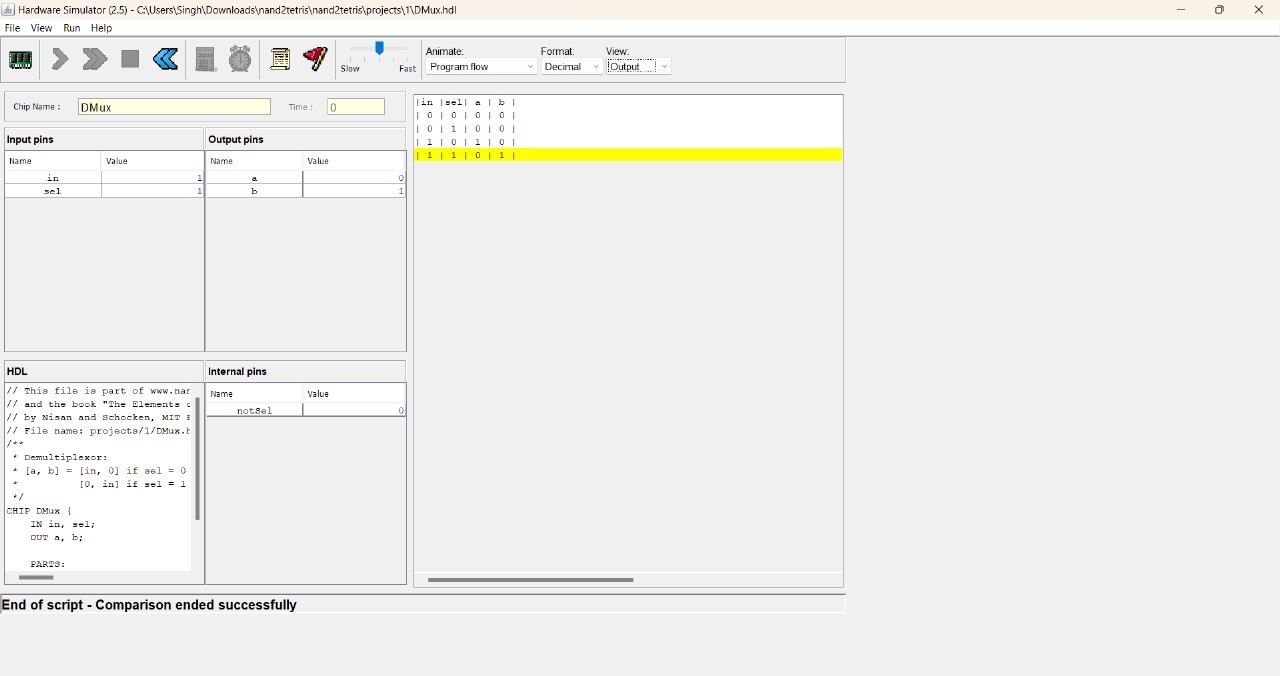 Hardware Simulator (2.5) - C:\Users\Singh\Downloads\nand2tetris\nand2tetris\projects\1\DMux.hdl
File View Run Help
Slow Fast
Animate: Format: View:
Program flow Decimal Output
Chip Name : DMux Time : 0
Input pins Output pins
Name Value Name Value
in 1 a 0
sel 1 b 1
|in |sel| a | b |
| 0 | 0 | 0 | 0 |
| 0 | 1 | 0 | 0 |
| 1 | 0 | 1 | 0 |
| 1 | 1 | 0 | 1 |
HDL
// This file is part of www.nan
// and the book "The Elements o
// by Nisan and Schocken, MIT P
// File name: projects/1/DMux.h
/**
* Demultiplexor:
* [a, b] = [in, 0] if sel = 0
* [0, in] if sel = 1
*/
CHIP DMux {
IN in, sel;
OUT a, b;
PARTS:
Internal pins
Name Value
notSel 0
End of script - Comparison ended successfully